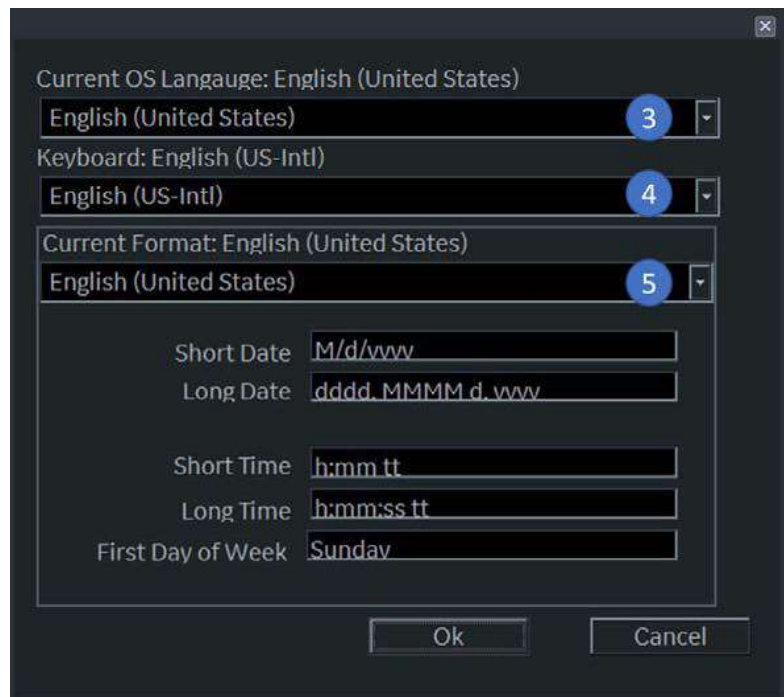 Current OS Langauge: English (United States)
English (United States) 3
Keyboard: English (US-Intl)
English (US-Intl) 4
Current Format: English (United States)
English (United States) 5
Short Date M/d/yyyy
Long Date dddd, MMMM d, yyyy
Short Time h:mm tt
Long Time h:mm:ss tt
First Day of Week Sunday
Ok Cancel